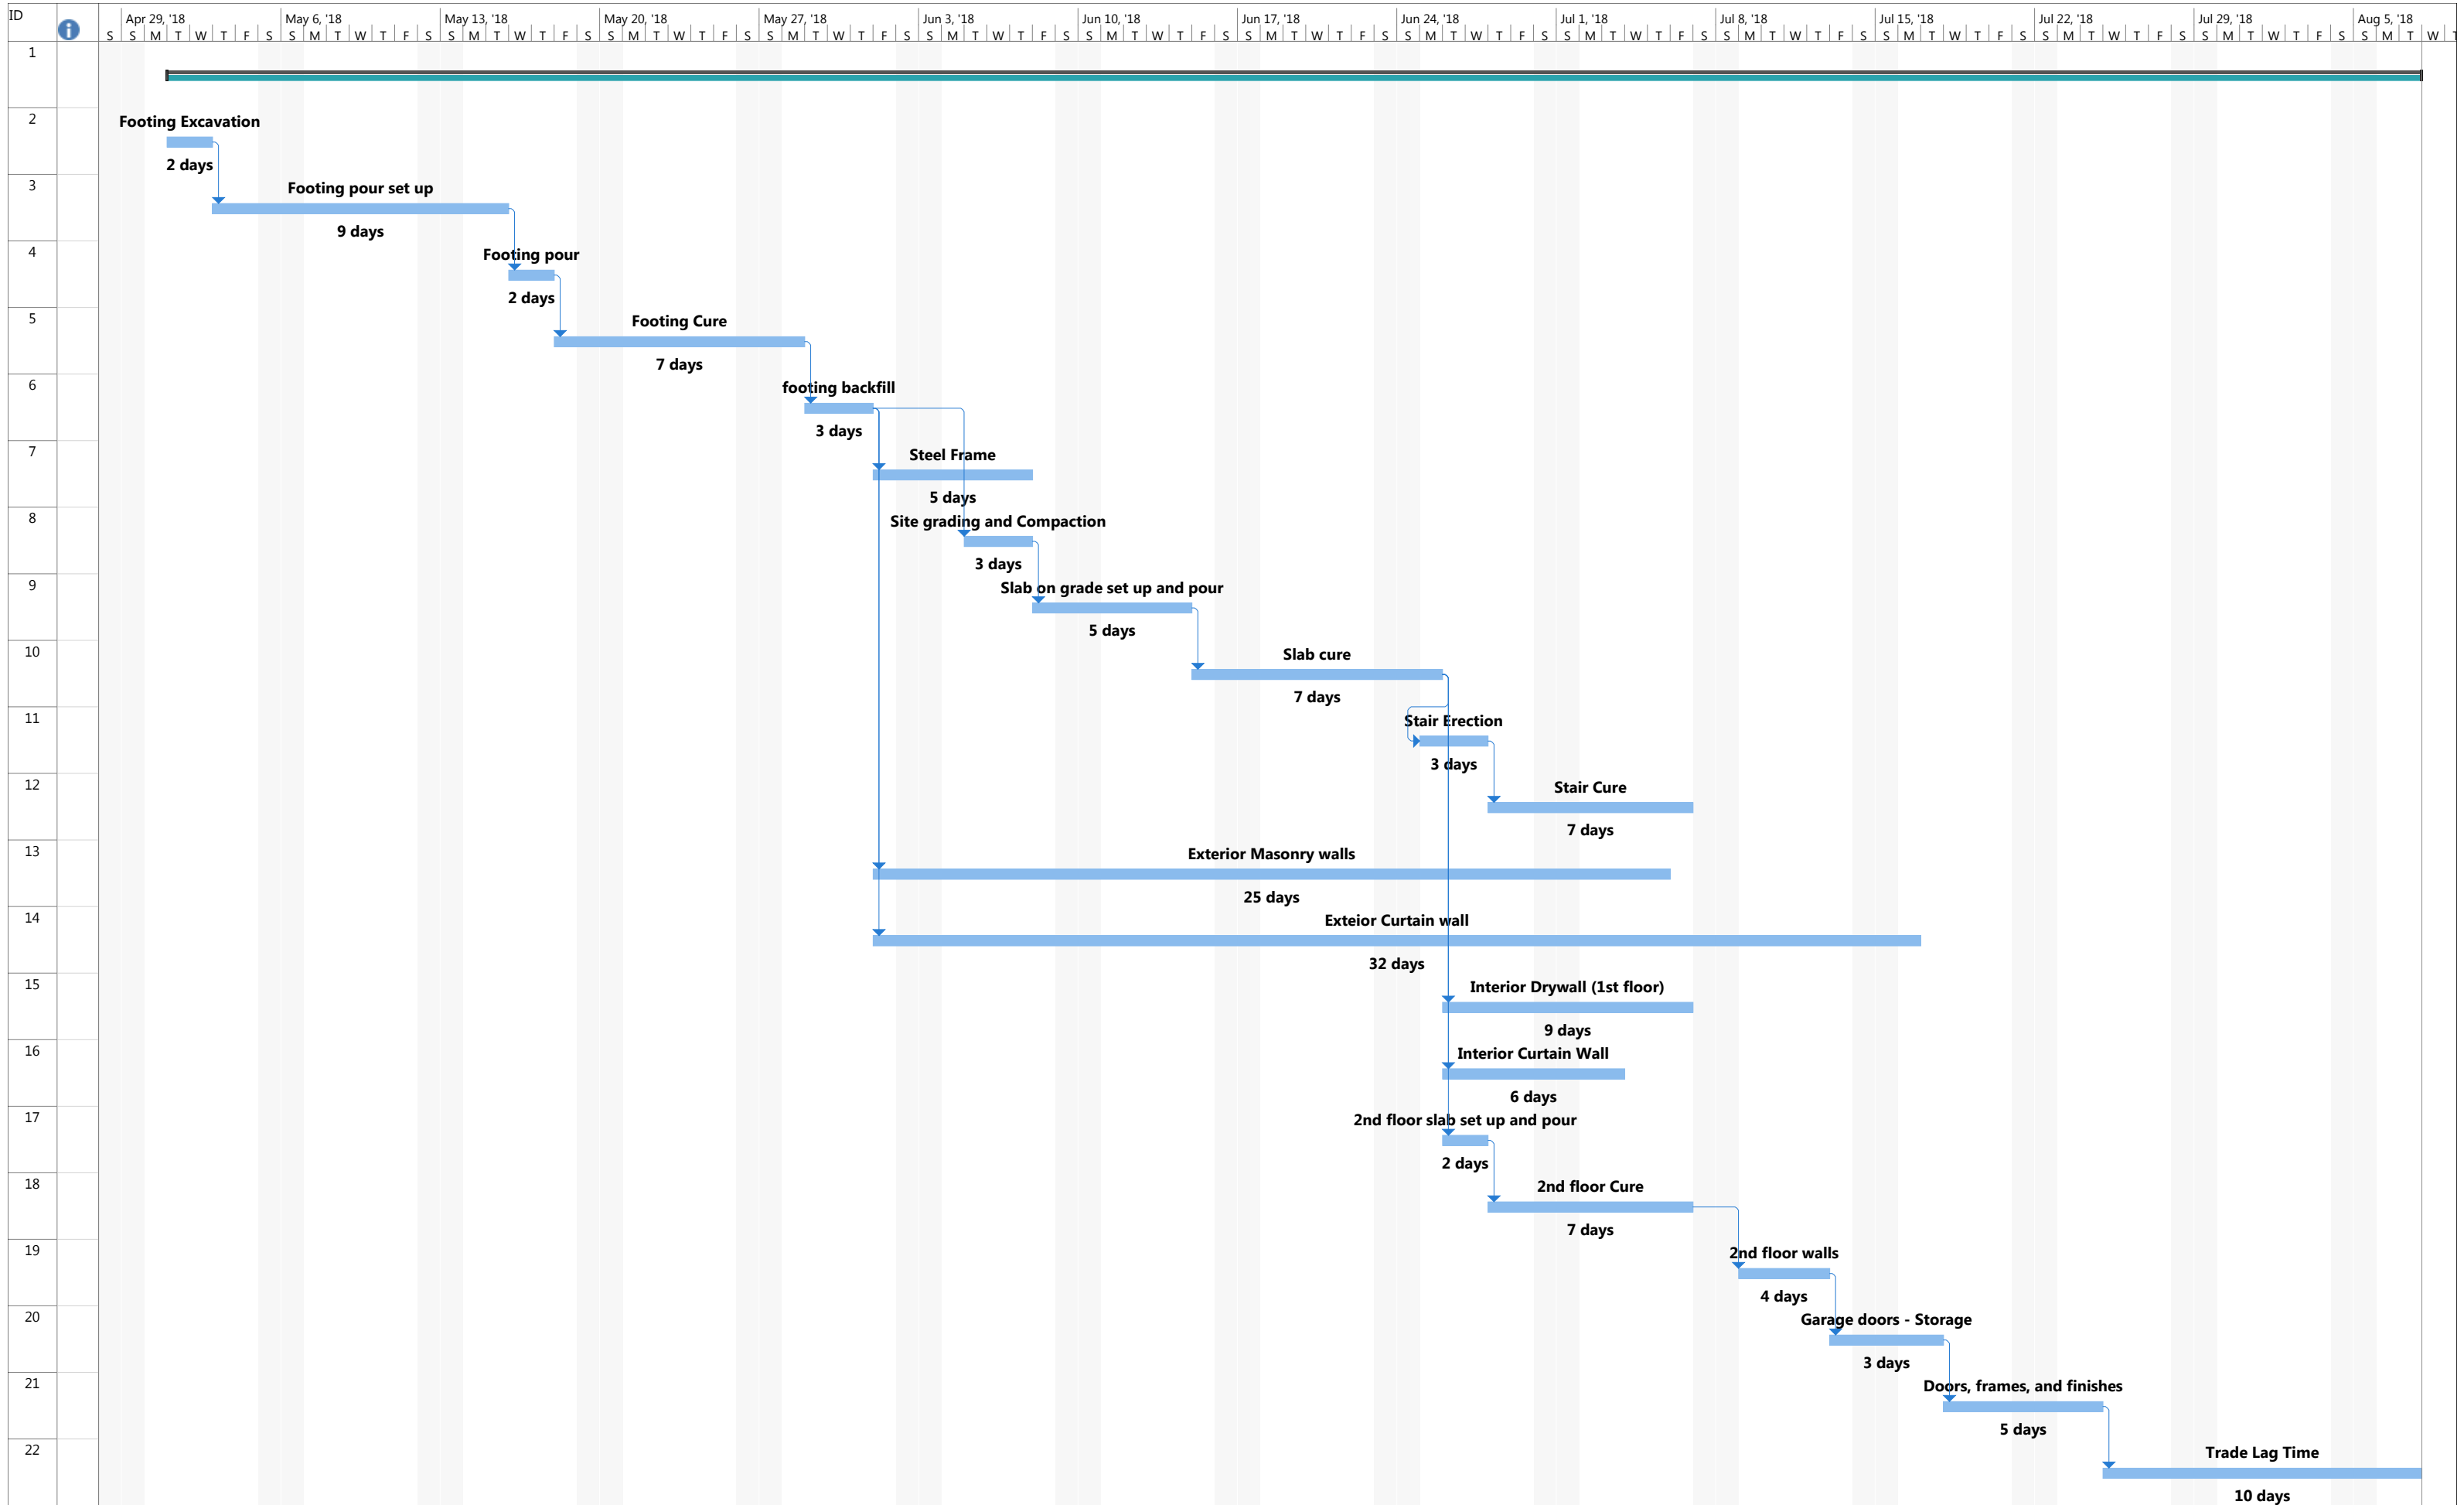 ID
Apr 29, '18 May 6, '18 May 13, '18 May 20, '18 May 27, '18 Jun 3, '18 Jun 10, '18 Jun 17, '18 Jun 24, '18 Jul 1, '18 Jul 8, '18 Jul 15, '18 Jul 22, '18 Jul 29, '18 Aug 5, '18
S S M T W T F S S M T W T F S S M T W T F S S M T W T F S S M T W T F S S M T W T F S S M T W T F S S M T W T F S S M T W T F S S M T W T F S S M T W T F S S M T W T F S S M T W T F S S M T W T F S S M T W T
1
2
Footing Excavation
2 days
3
Footing pour set up
9 days
4
Footing pour
2 days
5
Footing Cure
7 days
6
footing backfill
3 days
7
Steel Frame
5 days
8
Site grading and Compaction
3 days
9
Slab on grade set up and pour
5 days
10
Slab cure
7 days
11
Stair Erection
3 days
12
Stair Cure
7 days
13
Exterior Masonry walls
25 days
14
Exteior Curtain wall
32 days
15
Interior Drywall (1st floor)
9 days
16
Interior Curtain Wall
6 days
17
2nd floor slab set up and pour
2 days
18
2nd floor Cure
7 days
19
2nd floor walls
4 days
20
Garage doors - Storage
3 days
21
Doors, frames, and finishes
5 days
22
Trade Lag Time
10 days